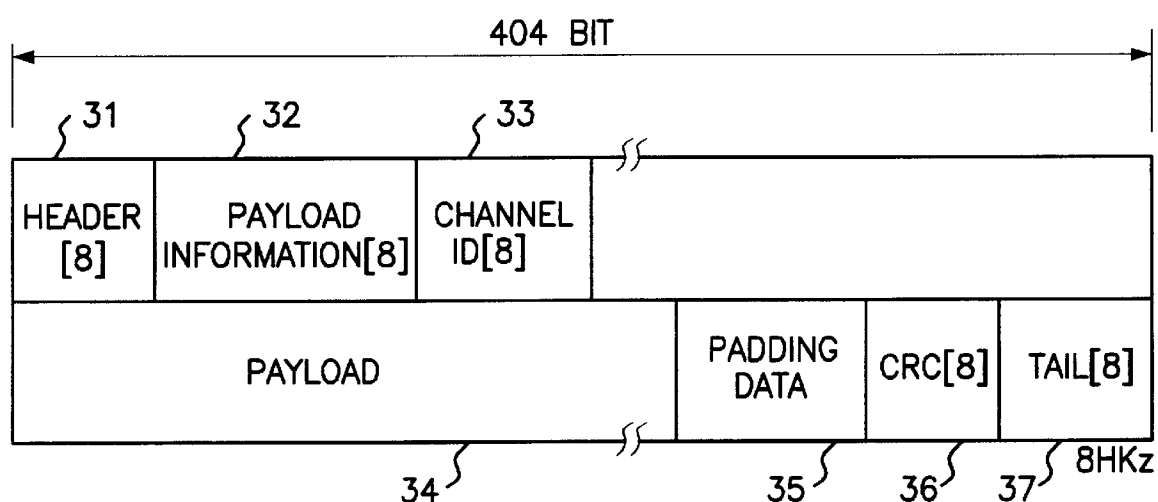 404 BIT
31
32
33
HEADER
[8]
PAYLOAD
INFORMATION[8]
CHANNEL
ID[8]
PAYLOAD
PADDING
DATA
CRC[8]
TAIL[8]
34
35
36
37
8HKz